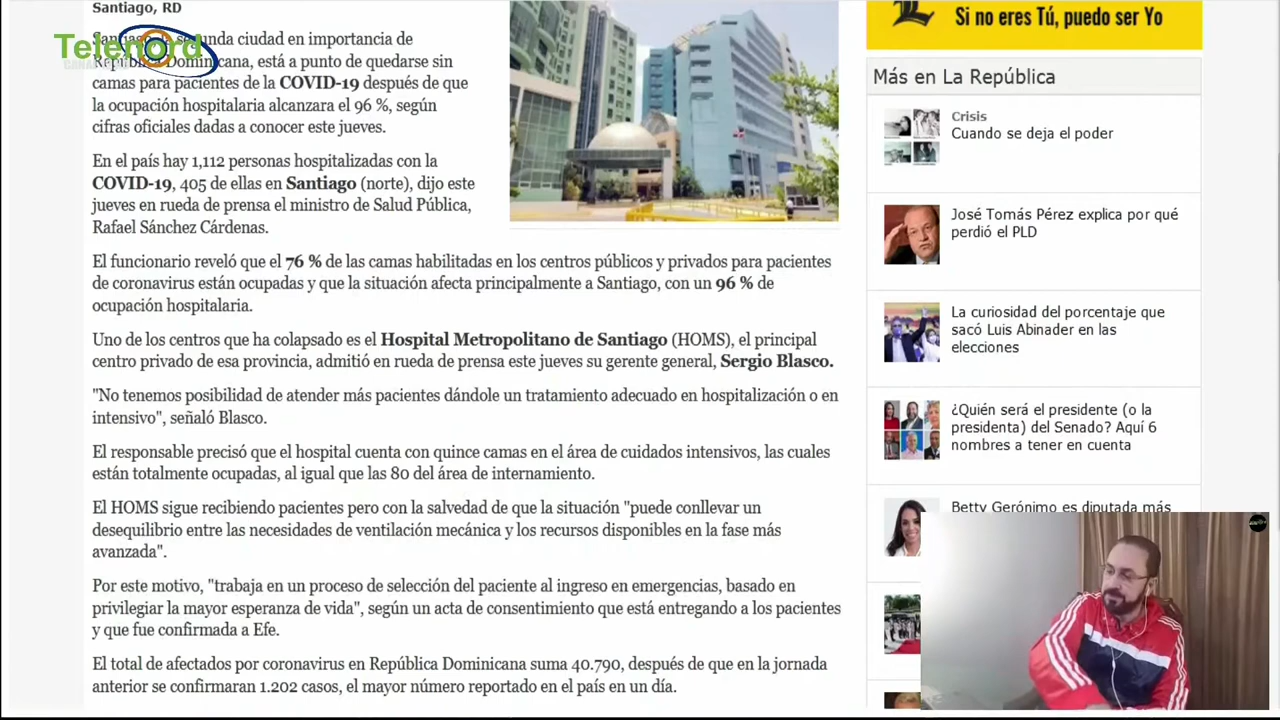 Santiago, RD
Telenord
Santiago, la segunda ciudad en importancia de
República Dominicana, está a punto de quedarse sin
camas para pacientes de la COVID-19 después de que
la ocupación hospitalaria alcanzara el 96 %, según
cifras oficiales dadas a conocer este jueves.
En el país hay 1,112 personas hospitalizadas con la
COVID-19, 405 de ellas en Santiago (norte), dijo este
jueves en rueda de prensa el ministro de Salud Pública,
Rafael Sánchez Cárdenas.
El funcionario reveló que el 76 % de las camas habilitadas en los centros públicos y privados para pacientes
de coronavirus están ocupadas y que la situación afecta principalmente a Santiago, con un 96 % de
ocupación hospitalaria.
Uno de los centros que ha colapsado es el Hospital Metropolitano de Santiago (HOMS), el principal
centro privado de esa provincia, admitió en rueda de prensa este jueves su gerente general, Sergio Blasco.
"No tenemos posibilidad de atender más pacientes dándole un tratamiento adecuado en hospitalización o en
intensivo", señaló Blasco.
El responsable precisó que el hospital cuenta con quince camas en el área de cuidados intensivos, las cuales
están totalmente ocupadas, al igual que las 80 del área de internamiento.
El HOMS sigue recibiendo pacientes pero con la salvedad de que la situación "puede conllevar un
desequilibrio entre las necesidades de ventilación mecánica y los recursos disponibles en la fase más
avanzada".
Por este motivo, "trabaja en un proceso de selección del paciente al ingreso en emergencias, basado en
privilegiar la mayor esperanza de vida", según un acta de consentimiento que está entregando a los pacientes
y que fue confirmada a Efe.
El total de afectados por coronavirus en República Dominicana suma 40.790, después de que en la jornada
anterior se confirmaran 1.202 casos, el mayor número reportado en el país en un día.
L Si no eres Tú, puedo ser Yo
Más en La República
Crisis
Cuando se deja el poder
José Tomás Pérez explica por qué
perdió el PLD
La curiosidad del porcentaje que
sacó Luis Abinader en las
elecciones
¿Quién será el presidente (o la
presidenta) del Senado? Aquí 6
nombres a tener en cuenta
Betty Gerónimo es diputada más